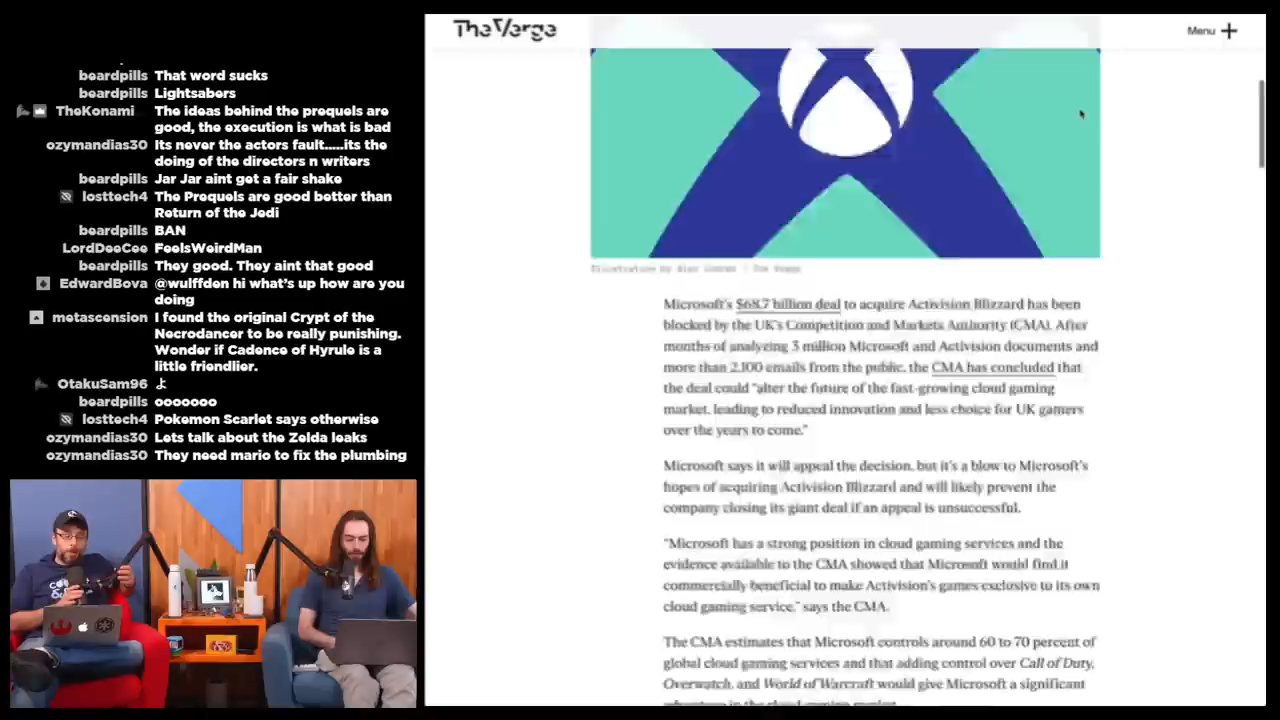 beardpills That word sucks
beardpills Lightsabers
TheKonami The ideas behind the prequels are
good, the execution is what is bad
ozymandias30 Its never the actors fault.....its the
doing of the directors n writers
beardpills Jar Jar aint get a fair shake
losttech4 The Prequels are good better than
Return of the Jedi
beardpills BAN
LordDeeCee FeelsWeirdMan
beardpills They good. They aint that good
RivalBova @wulffden hi what's up how are you
doing
metascension I found the original Crypt of the
Necrodancer to be really punishing.
Wonder if Cadence of Hyrule is a
little friendlier.
OtakuSam96 よ
beardpills ooooooo
losttech4 Pokemon Scarlet says otherwise
ozymandias30 Lets talk about the Zelda leaks
ozymandias30 They need mario to fix the plumbing
TheVerge
Menu
Illustration by Alex Castro / The Verge
Microsoft's $68.7 billion deal to acquire Activision Blizzard has been
blocked by the UK's Competition and Markets Authority (CMA). After
months of analyzing 3 million Microsoft and Activision documents and
more than 2,100 emails from the public, the CMA has concluded that
the deal could "alter the future of the fast-growing cloud gaming
market, leading to reduced innovation and less choice for UK gamers
over the years to come."
Microsoft says it will appeal the decision, but it's a blow to Microsoft's
hopes of acquiring Activision Blizzard and will likely prevent the
company closing its giant deal if an appeal is unsuccessful.
"Microsoft has a strong position in cloud gaming services and the
evidence available to the CMA showed that Microsoft would find it
commercially beneficial to make Activision's games exclusive to its own
cloud gaming service," says the CMA.
The CMA estimates that Microsoft controls around 60 to 70 percent of
global cloud gaming services and that adding control over Call of Duty,
Overwatch, and World of Warcraft would give Microsoft a significant
advantage in the cloud gaming market.